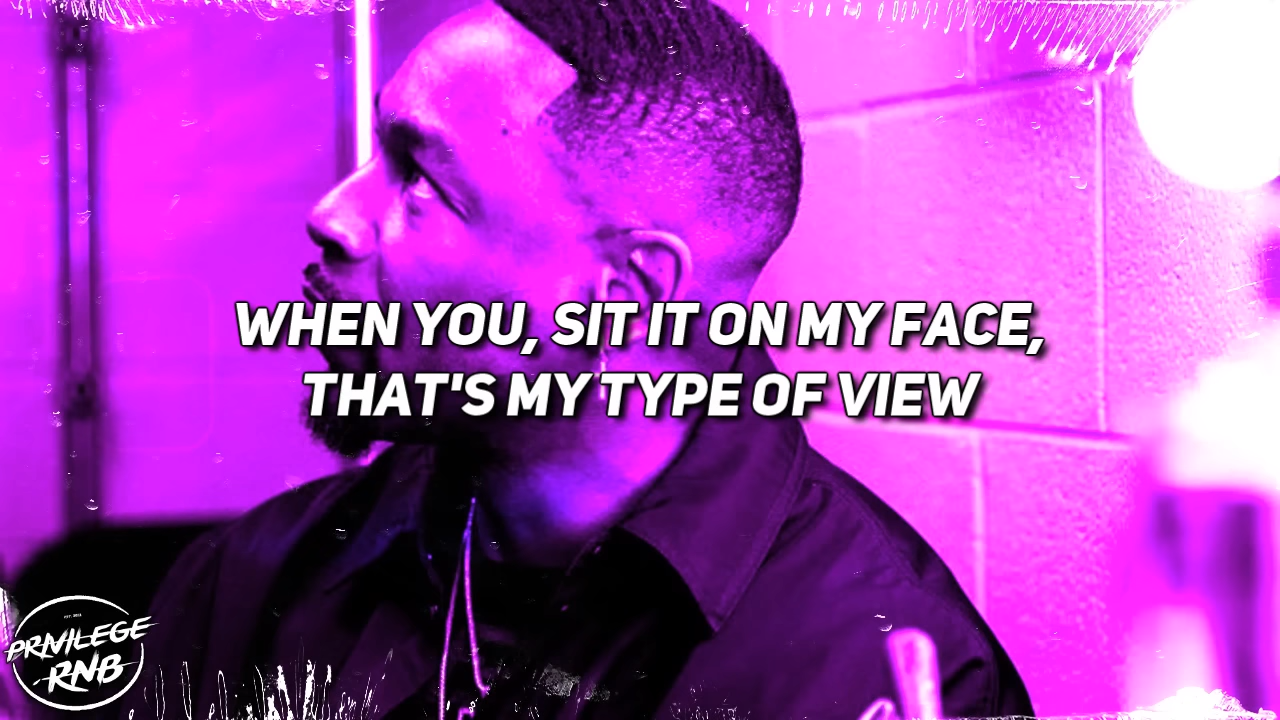 WHEN YOU, SIT IT ON MY FACE,
THAT'S MY TYPE OF VIEW
PRIVILEGE
RNB